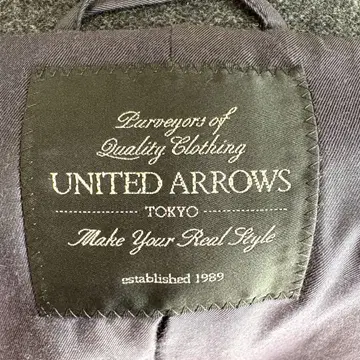 Purveyors of
Quality Clothing
UNITED ARROWS
TOKYO
Make Your Real Style
established 1989